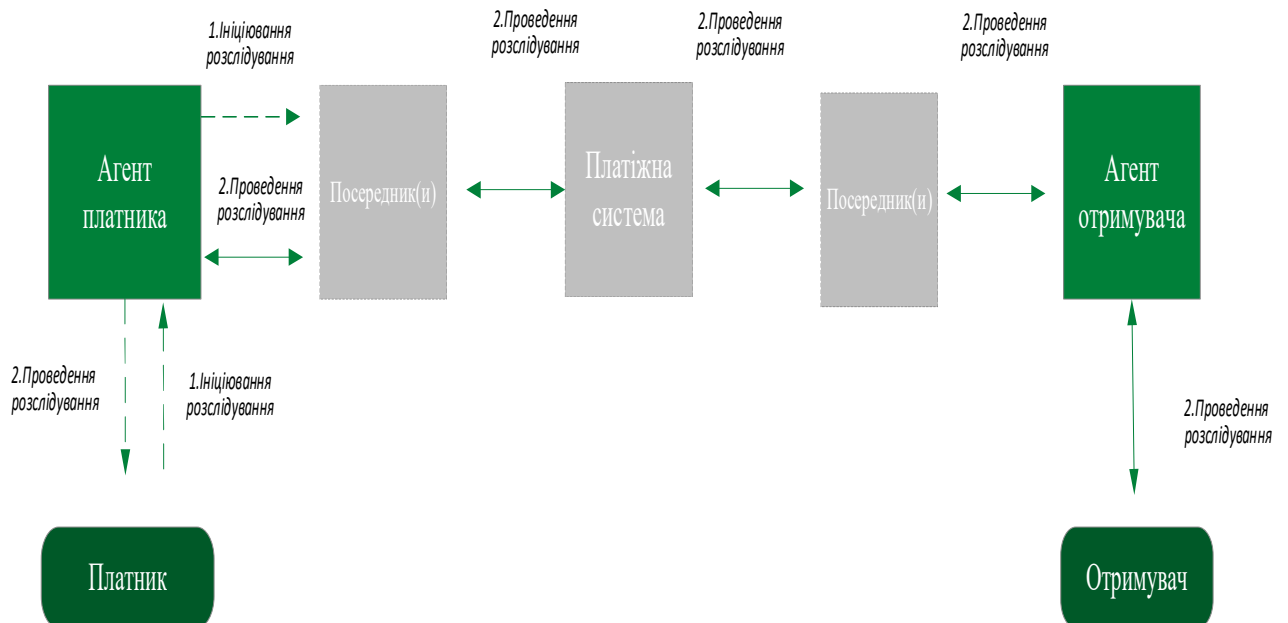 1.Ініціювання
розслідування
2.Проведення
розслідування
2.Проведення
розслідування
2.Проведення
розслідування
Агент
платника
2.Проведення
розслідування
Посередник(и)
Платіжна
система
Посередник(и)
Агент
отримувача
2.Проведення
розслідування
1.Ініціювання
розслідування
2.Проведення
розслідування
Платник
Отримувач